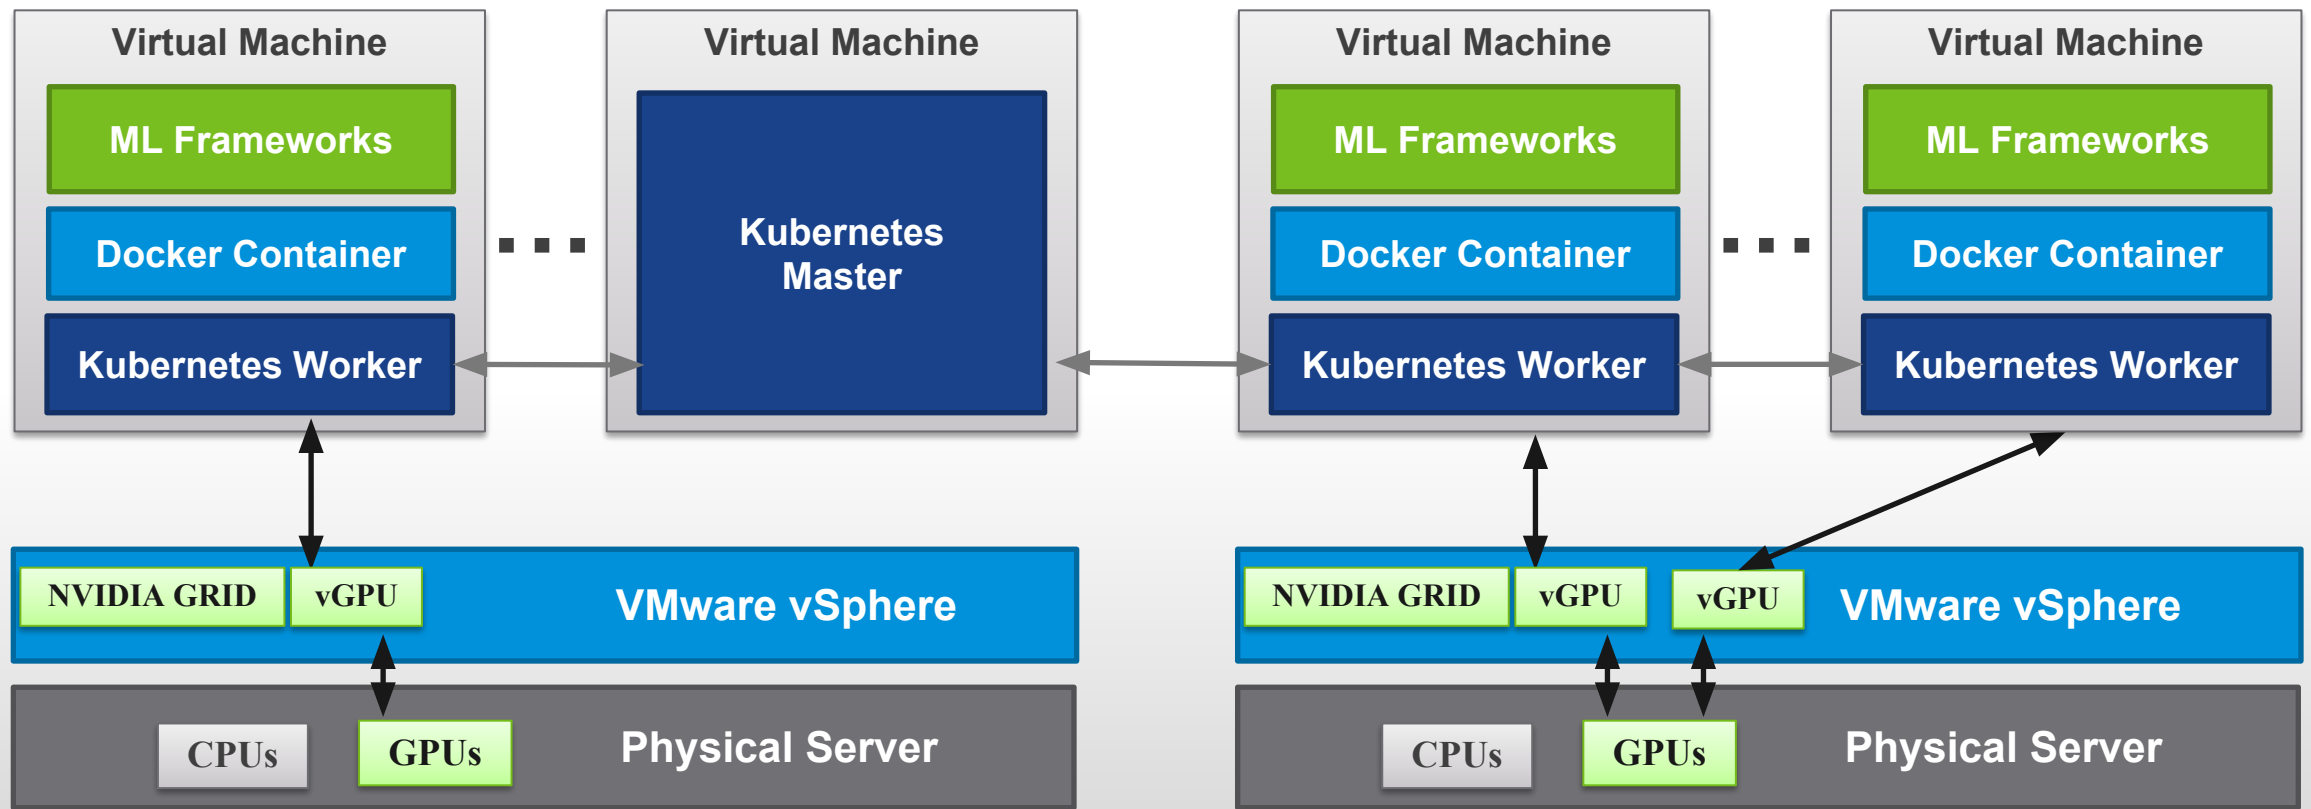 Virtual Machine
ML Frameworks
Docker Container
Kubernetes Worker
Virtual Machine
Kubernetes
Master
Virtual Machine
ML Frameworks
Docker Container
Kubernetes Worker
Virtual Machine
ML Frameworks
Docker Container
Kubernetes Worker
NVIDIA GRID
vGPU
VMware vSphere
CPUs
GPUs
Physical Server
NVIDIA GRID
vGPU
vGPU
VMware vSphere
CPUs
GPUs
Physical Server